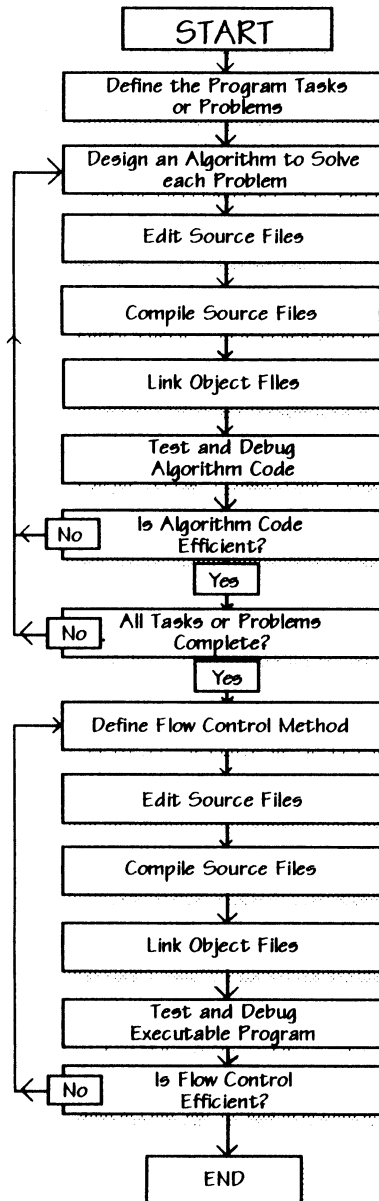 START
Define the Program Tasks
or Problems
Design an Algorithm to Solve
each Problem
Edit Source Files
Compile Source Files
Link Object FIles
Test and Debug
Algorithm Code
Is Algorithm Code
Efficient?
No
Yes
All Tasks or Problems
Complete?
No
Yes
Define Flow Control Method
Edit Source Files
Compile Source Files
Link Object Files
Test and Debug
Executable Program
Is Flow Control
Efficient?
No
END